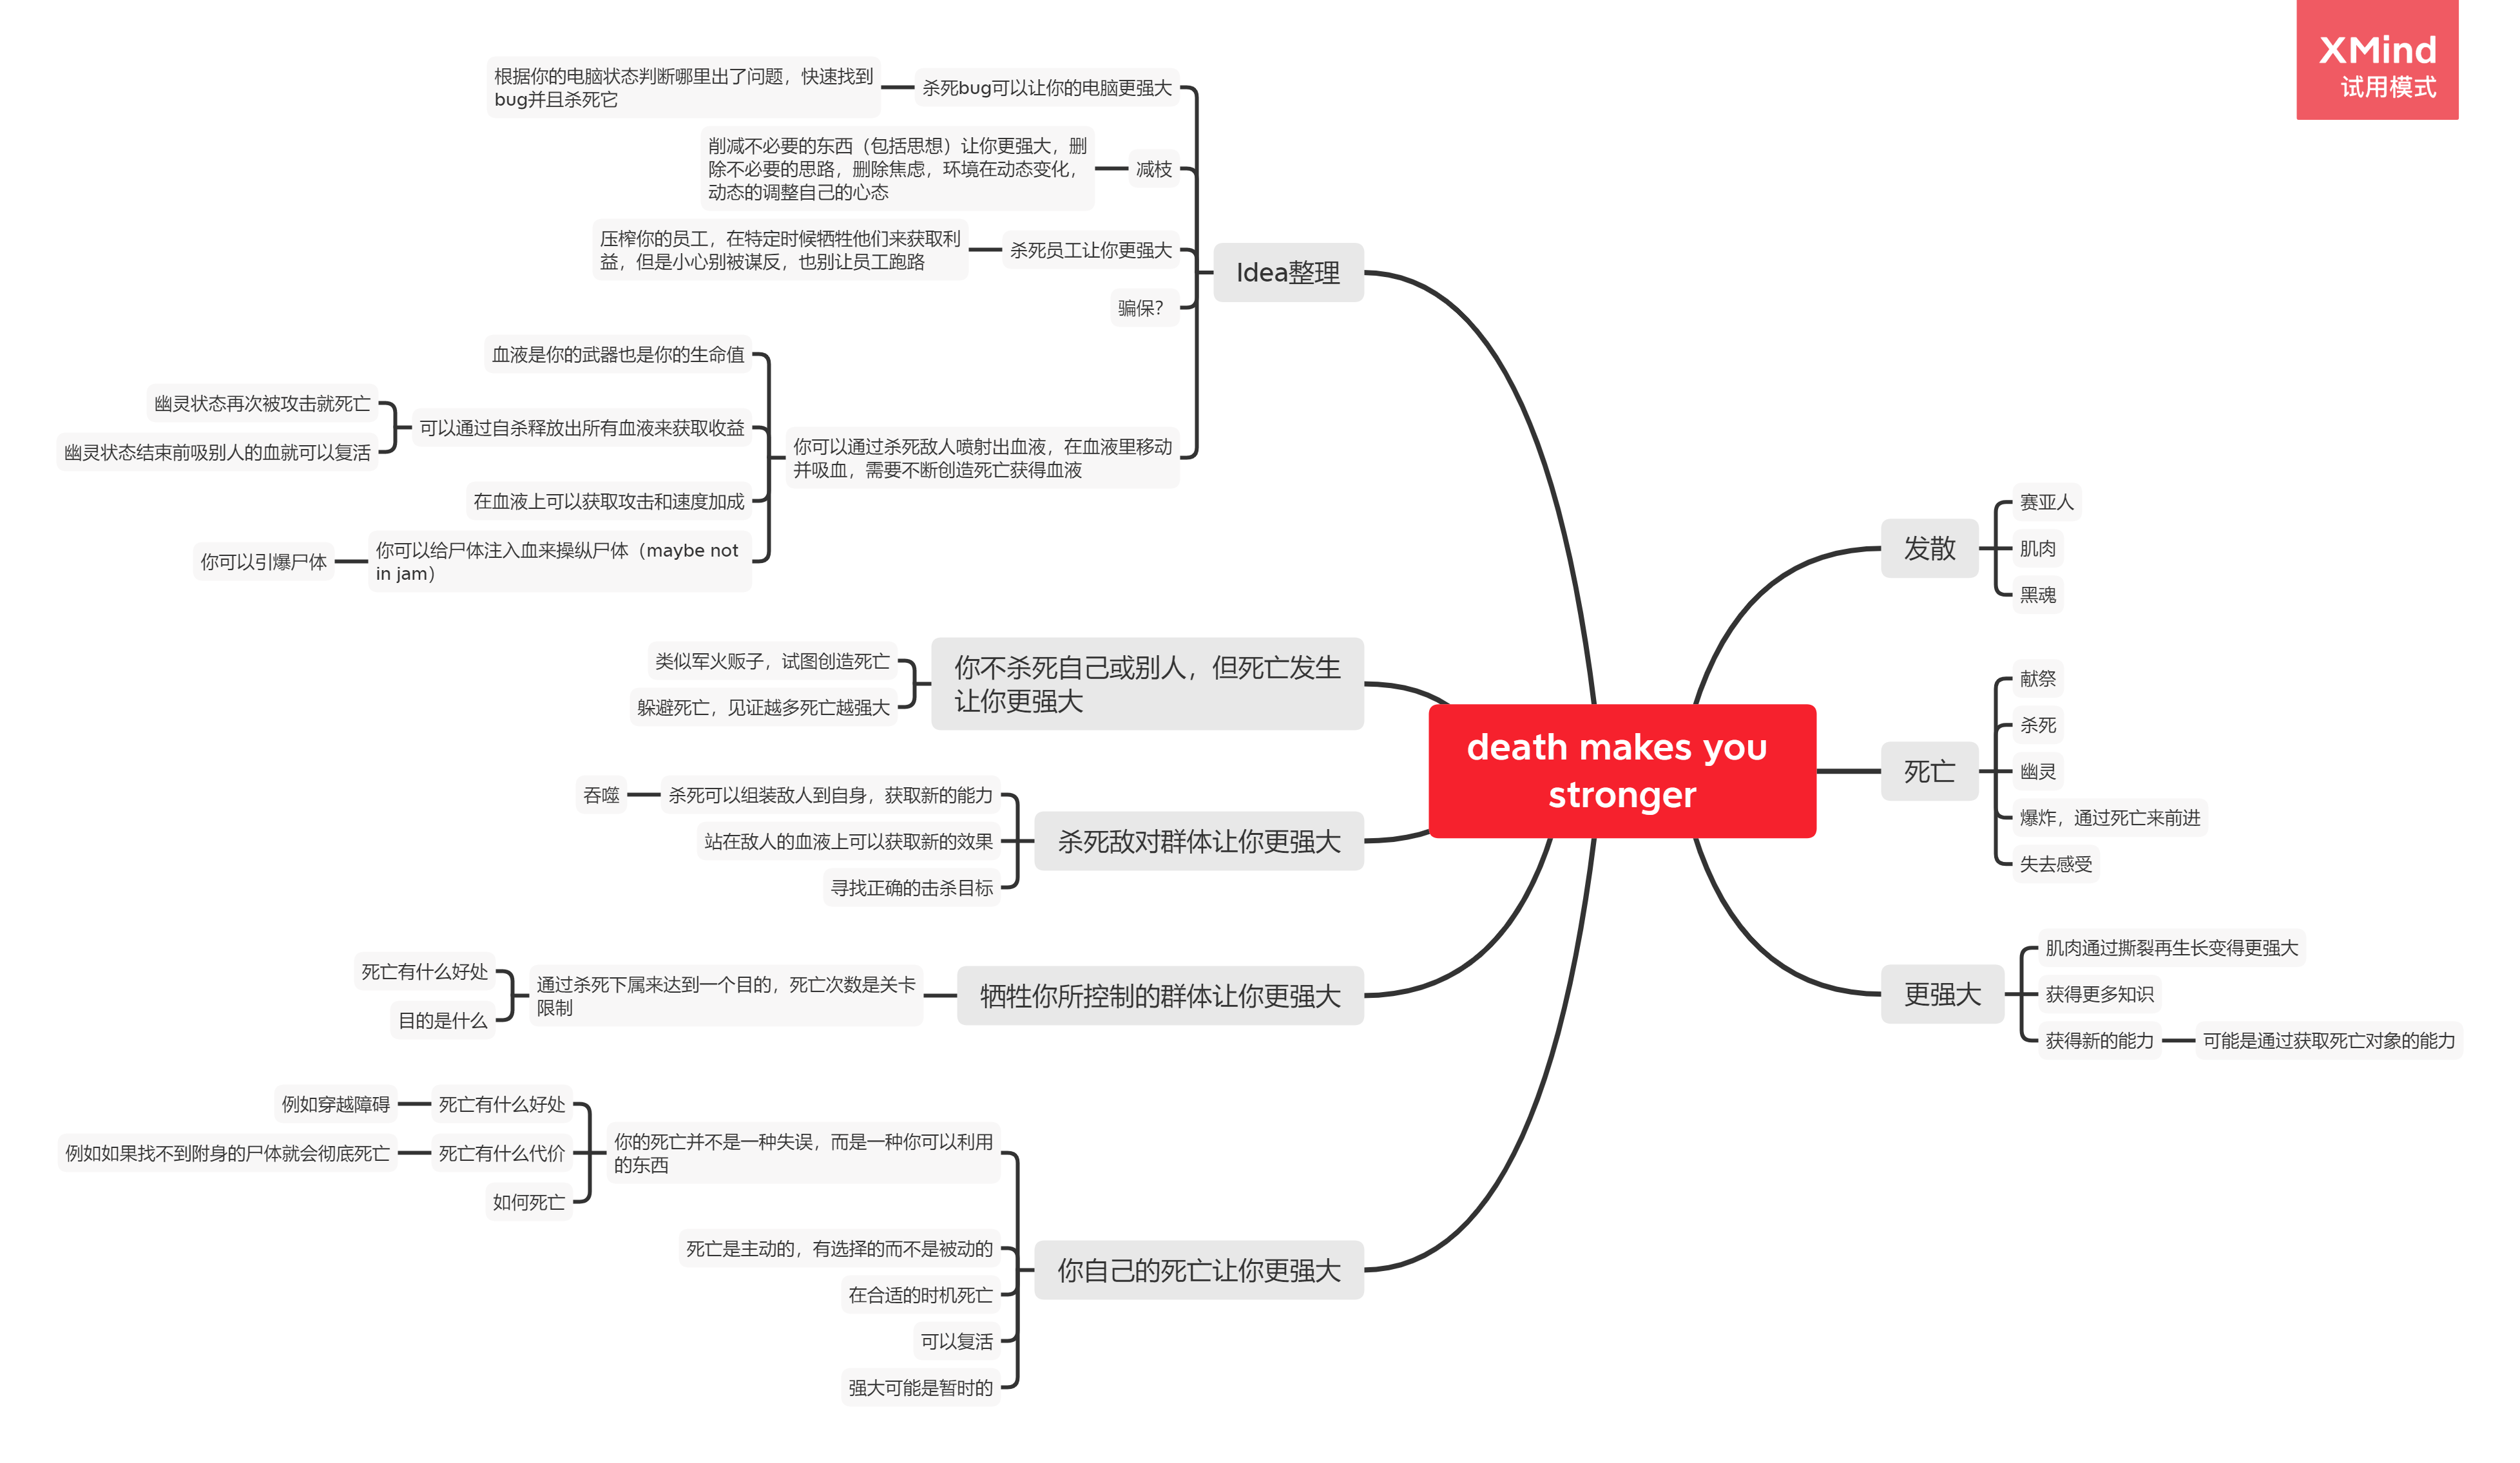 XMind
试用模式
death makes you
stronger
发散
赛亚人
肌肉
黑魂
死亡
献祭
杀死
幽灵
爆炸，通过死亡来前进
失去感受
更强大
肌肉通过撕裂再生长变得更强大
获得更多知识
获得新的能力
可能是通过获取死亡对象的能力
Idea整理
杀死bug可以让你的电脑更强大
根据你的电脑状态判断哪里出了问题，快速找到
bug并且杀死它
减枝
削减不必要的东西（包括思想）让你更强大，删
除不必要的思路，删除焦虑，环境在动态变化，
动态的调整自己的心态
杀死员工让你更强大
压榨你的员工，在特定时候牺牲他们来获取利
益，但是小心别被谋反，也别让员工跑路
骗保？
你可以通过杀死敌人喷射出血液，在血液里移动
并吸血，需要不断创造死亡获得血液
血液是你的武器也是你的生命值
可以通过自杀释放出所有血液来获取收益
幽灵状态再次被攻击就死亡
幽灵状态结束前吸别人的血就可以复活
在血液上可以获取攻击和速度加成
你可以给尸体注入血来操纵尸体（maybe not
in jam）
你可以引爆尸体
你不杀死自己或别人，但死亡发生
让你更强大
类似军火贩子，试图创造死亡
躲避死亡，见证越多死亡越强大
杀死敌对群体让你更强大
杀死可以组装敌人到自身，获取新的能力
吞噬
站在敌人的血液上可以获取新的效果
寻找正确的击杀目标
牺牲你所控制的群体让你更强大
通过杀死下属来达到一个目的，死亡次数是关卡
限制
死亡有什么好处
目的是什么
你自己的死亡让你更强大
你的死亡并不是一种失误，而是一种你可以利用
的东西
死亡有什么好处
例如穿越障碍
死亡有什么代价
例如如果找不到附身的尸体就会彻底死亡
如何死亡
死亡是主动的，有选择的而不是被动的
在合适的时机死亡
可以复活
强大可能是暂时的